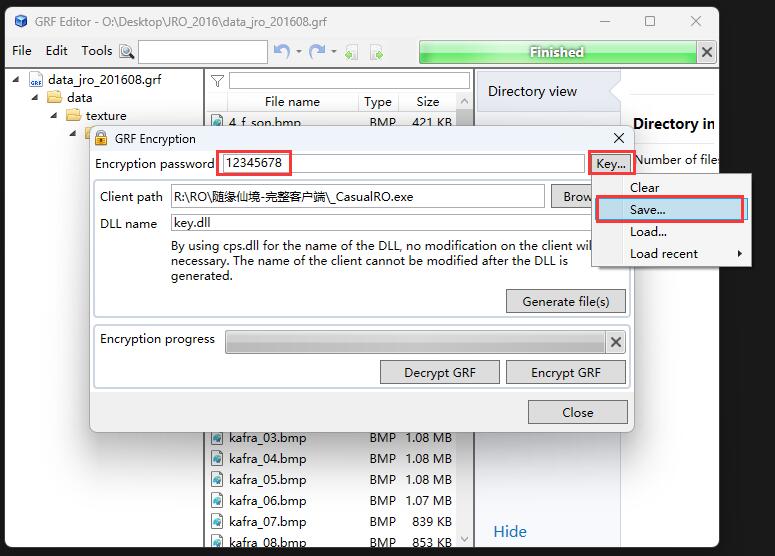 GRF Editor - O:\Desktop\JRO_2016\data_jro_201608.grf
File Edit Tools Finished
data_jro_201608.grf
data
texture
File name Type Size
4_f_son.bmp BMP 421 KB
Directory view
Directory in
Number of files
GRF Encryption
Encryption password 12345678 Key...
Clear
Save...
Load...
Load recent
Client path R:\RO\随缘仙境-完整客户端\_CasualRO.exe Brow
DLL name key.dll
By using cps.dll for the name of the DLL, no modification on the client wil
necessary. The name of the client cannot be modified after the DLL is
generated.
Generate file(s)
Encryption progress
Decrypt GRF Encrypt GRF
Close
kafra_03.bmp BMP 1.08 MB
kafra_04.bmp BMP 1.08 MB
kafra_05.bmp BMP 1.08 MB
kafra_06.bmp BMP 1.07 MB
kafra_07.bmp BMP 839 KB
kafra_08.bmp BMP 853 KB
Hide